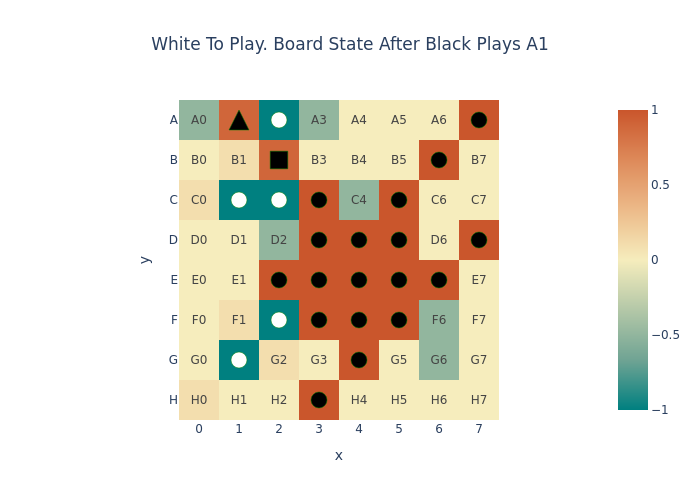 White To Play. Board State After Black Plays A1
A A0 A3 A4 A5 A6 1
B B0 B1 B3 B4 B5 B7
0.5
C C0 C4 C6 C7
D D0 D1 D2 D6
y 0
E E0 E1 E7
F F0 F1 F6 F7 −0.5
G G0 G2 G3 G5 G6 G7
H H0 H1 H2 H4 H5 H6 H7 −1
0 1 2 3 4 5 6 7
x